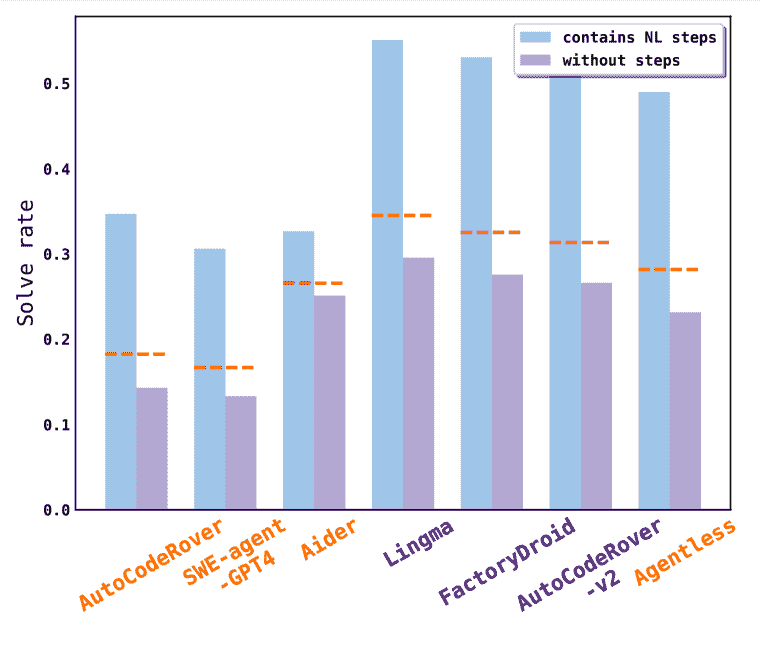 contains NL steps
without steps
Solve rate
0.5
0.4
0.3
0.2
0.1
0.0
AutoCodeRover
SWE-agent
-GPT4
Aider
Lingma
FactoryDroid
AutoCodeRover
-v2
Agentless